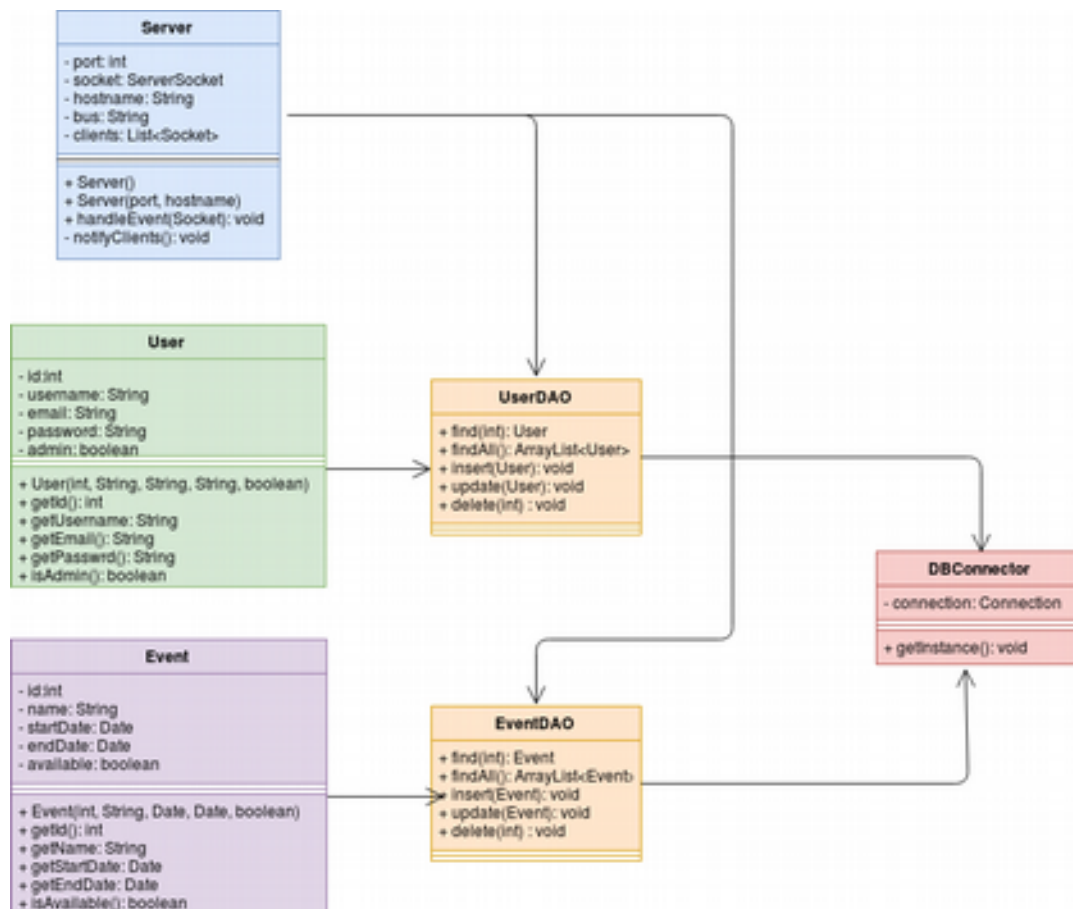 Server
- port: int
- socket: ServerSocket
- hostname: String
- bus: String
- clients: List<Socket>
+ Server()
+ Server(port, hostname)
+ handleEvent(Socket): void
- notifyClients(): void
User
- id:int
- username: String
- email: String
- password: String
- admin: boolean
+ User(int, String, String, String, boolean)
+ getId(): int
+ getUsername: String
+ getEmail(): String
+ getPasswrd(): String
+ isAdmin(): boolean
UserDAO
+ find(int): User
+ findAll(): ArrayList<User>
+ insert(User): void
+ update(User): void
+ delete(int) : void
DBConnector
- connection: Connection
+ getInstance(): void
Event
- id:int
- name: String
- startDate: Date
- endDate: Date
- available: boolean
+ Event(int, String, Date, Date, boolean)
+ getId(): int
+ getName: String
+ getStartDate: Date
+ getEndDate: Date
+ isAvailable(): boolean
EventDAO
+ find(int): Event
+ findAll(): ArrayList<Event>
+ insert(Event): void
+ update(Event): void
+ delete(int) : void